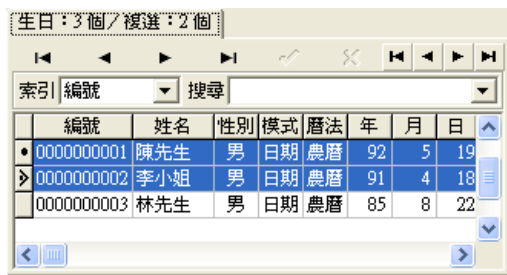 生日：3個／複選：2個
索引 編號 搜尋
編號 姓名 性別 模式 曆法 年 月 日
0000000001 陳先生 男 日期 農曆 92 5 19
0000000002 李小姐 男 日期 農曆 91 4 18
0000000003 林先生 男 日期 農曆 85 8 22